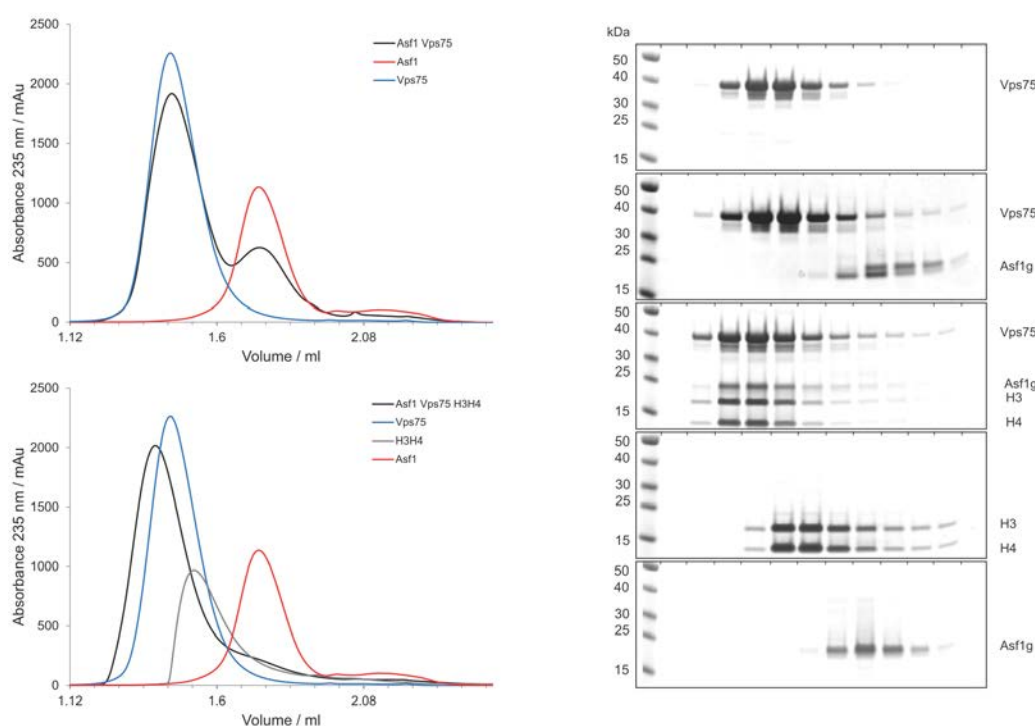 2500
2000
1500
1000
500
0
Absorbance 235 nm / mAu
Asf1 Vps75
Asf1
Vps75
1.12
1.6
2.08
Volume / ml
2500
2000
1500
1000
500
0
Absorbance 235 nm / mAu
Asf1 Vps75 H3H4
Vps75
H3H4
Asf1
1.12
1.6
2.08
Volume / ml
kDa
50
40
30
25
15
Vps75
50
40
30
25
15
Vps75
Asf1g
50
40
30
25
15
Vps75
Asf1g
H3
H4
50
40
30
25
15
H3
H4
50
40
30
25
15
Asf1g